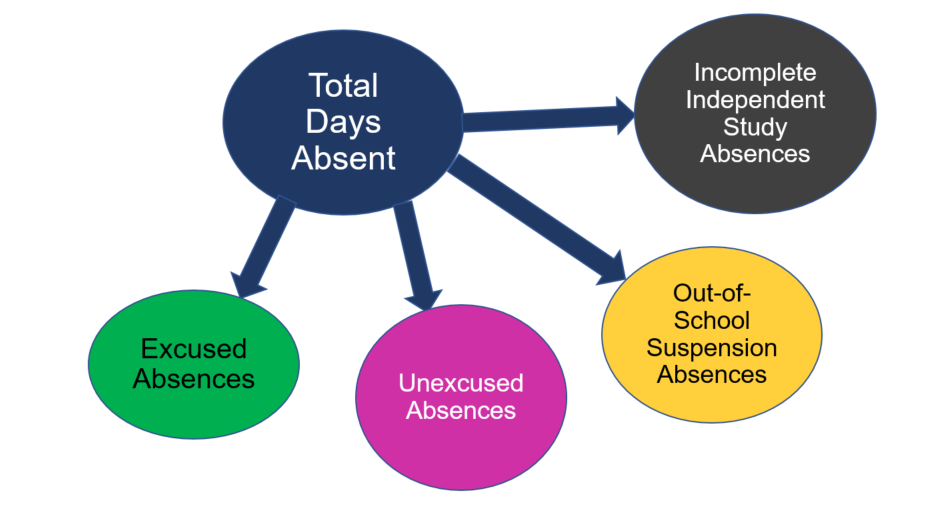 Total
Days
Absent
Incomplete
Independent
Study
Absences
Out-of-
School
Suspension
Absences
Excused
Absences
Unexcused
Absences